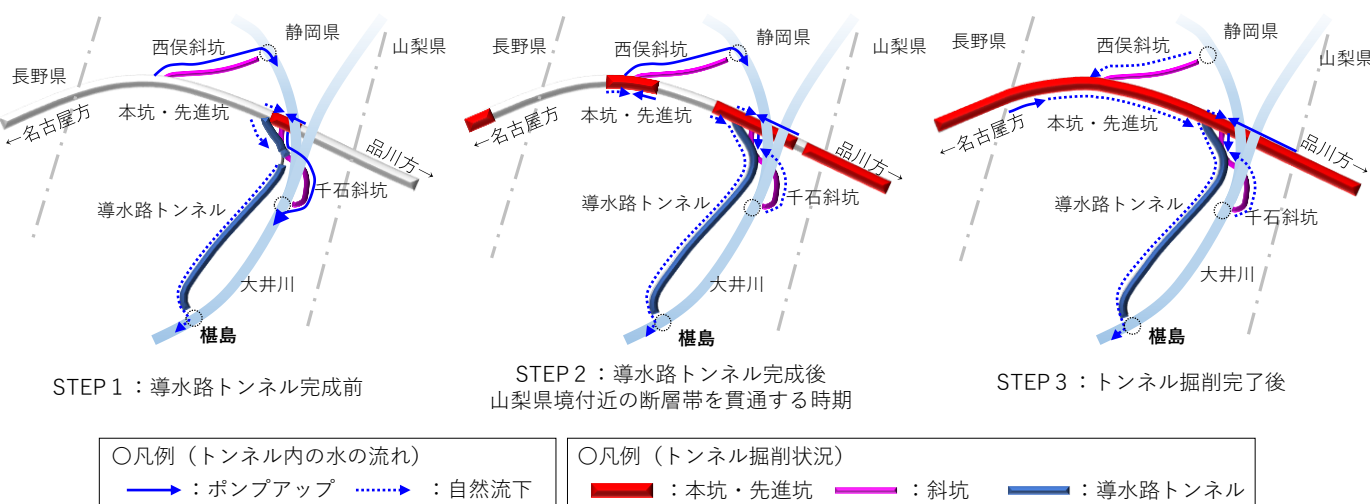 静岡県
西俣斜坑
山梨県
長野県
本坑・先進坑
←名古屋方
品川方→
千石斜坑
導水路トンネル
大井川
椹島
STEP1：導水路トンネル完成前
静岡県
西俣斜坑
山梨県
長野県
本坑・先進坑
←名古屋方
品川方→
千石斜坑
導水路トンネル
大井川
椹島
STEP2：導水路トンネル完成後
山梨県境付近の断層帯を貫通する時期
静岡県
長野県
西俣斜坑
山梨県
本坑・先進坑
←名古屋方
品川方→
導水路トンネル
千石斜坑
大井川
椹島
STEP3：トンネル掘削完了後
〇凡例（トンネル内の水の流れ）
：ポンプアップ ：自然流下
〇凡例（トンネル掘削状況）
：本坑・先進坑 ：斜坑 ：導水路トンネル